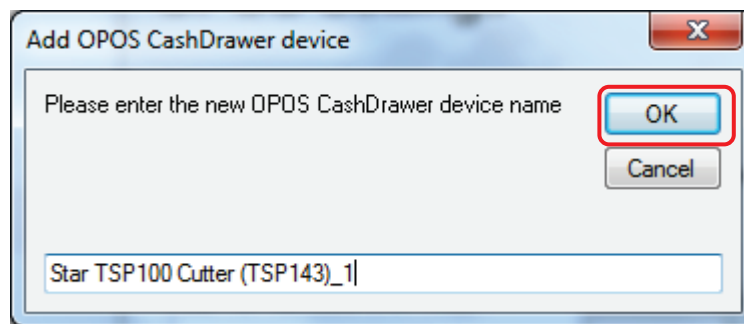 Add OPOS CashDrawer device
Please enter the new OPOS CashDrawer device name
OK
Cancel
Star TSP100 Cutter (TSP143)_1